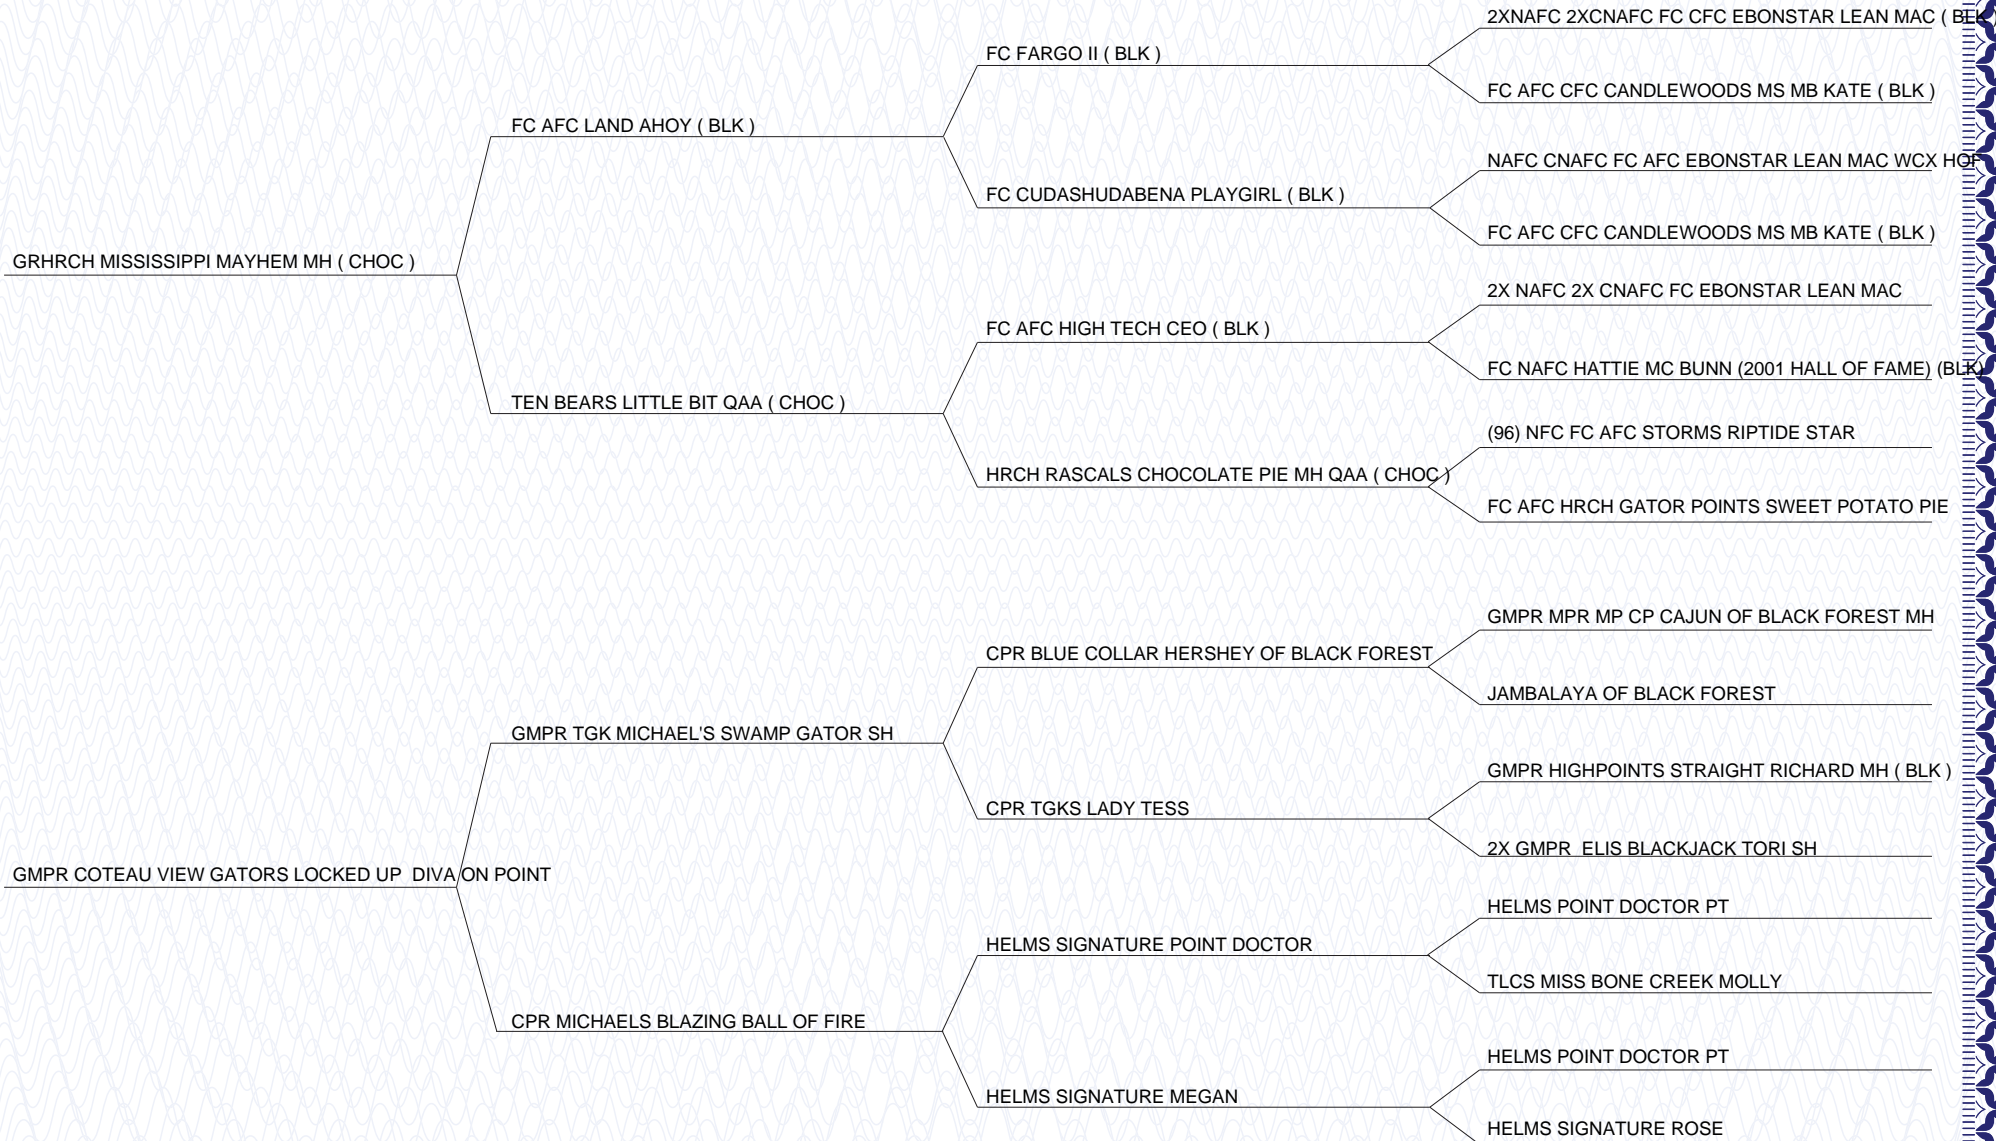 2XNAFC 2XCNAFC FC CFC EBONSTAR LEAN MAC ( BLK )
FC FARGO II ( BLK )
FC AFC CFC CANDLEWOODS MS MB KATE ( BLK )
FC AFC LAND AHOY ( BLK )
NAFC CNAFC FC AFC EBONSTAR LEAN MAC WCX HOF
FC CUDASHUDABENA PLAYGIRL ( BLK )
FC AFC CFC CANDLEWOODS MS MB KATE ( BLK )
GRHRCH MISSISSIPPI MAYHEM MH ( CHOC )
2X NAFC 2X CNAFC FC EBONSTAR LEAN MAC
FC AFC HIGH TECH CEO ( BLK )
FC NAFC HATTIE MC BUNN (2001 HALL OF FAME) (BLK)
TEN BEARS LITTLE BIT QAA ( CHOC )
(96) NFC FC AFC STORMS RIPTIDE STAR
HRCH RASCALS CHOCOLATE PIE MH QAA ( CHOC )
FC AFC HRCH GATOR POINTS SWEET POTATO PIE
GMPR MPR MP CP CAJUN OF BLACK FOREST MH
CPR BLUE COLLAR HERSHEY OF BLACK FOREST
JAMBALAYA OF BLACK FOREST
GMPR TGK MICHAEL'S SWAMP GATOR SH
GMPR HIGHPOINTS STRAIGHT RICHARD MH ( BLK )
CPR TGKS LADY TESS
2X GMPR  ELIS BLACKJACK TORI SH
GMPR COTEAU VIEW GATORS LOCKED UP  DIVA ON POINT
HELMS POINT DOCTOR PT
HELMS SIGNATURE POINT DOCTOR
TLCS MISS BONE CREEK MOLLY
CPR MICHAELS BLAZING BALL OF FIRE
HELMS POINT DOCTOR PT
HELMS SIGNATURE MEGAN
HELMS SIGNATURE ROSE